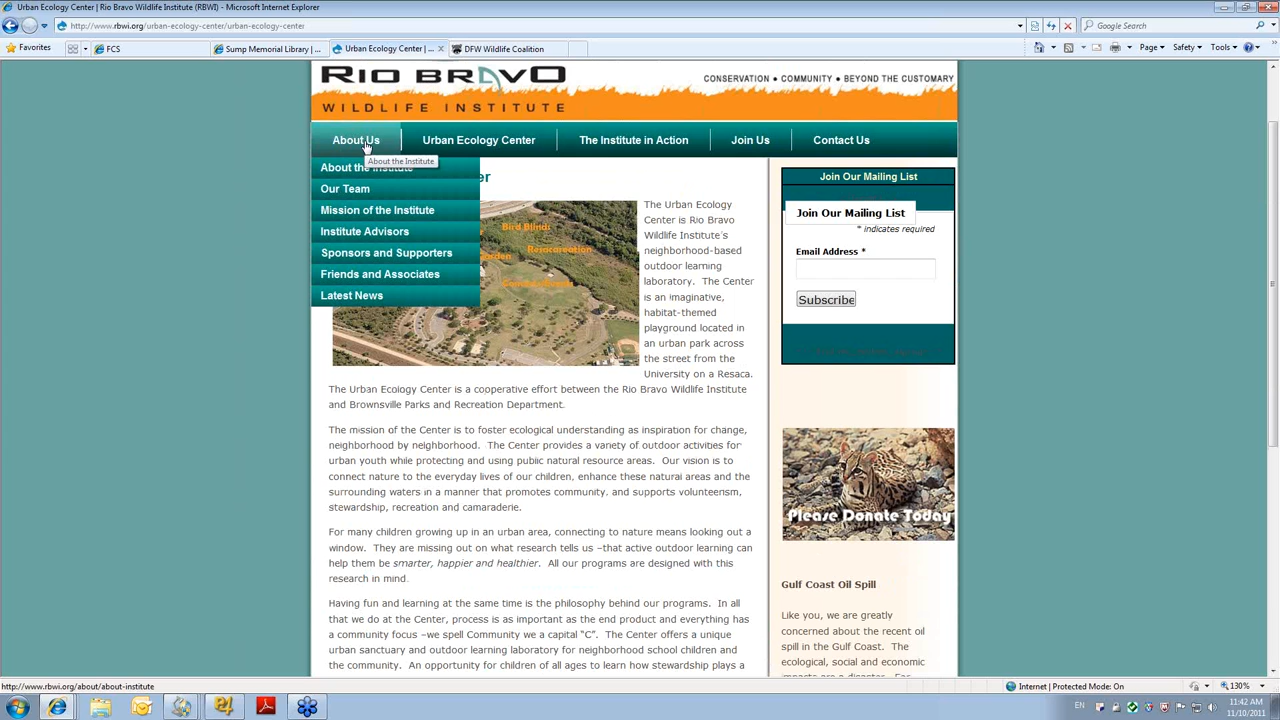 Urban Ecology Center | Rio Bravo Wildlife Institute (RBWI) - Microsoft Internet Explorer
http://www.rbwi.org/urban-ecology-center/urban-ecology-center
Google Search
Favorites
FCS
Sump Memorial Library | ...
Urban Ecology Center | ...
DFW Wildlife Coalition
Page
Safety
Tools
RIO BRAVO
WILDLIFE INSTITUTE
CONSERVATION • COMMUNITY • BEYOND THE CUSTOMARY
About Us
Urban Ecology Center
The Institute in Action
Join Us
Contact Us
About the Institute
About the Institute
Our Team
Mission of the Institute
Institute Advisors
Sponsors and Supporters
Friends and Associates
Latest News
Bird Blind
The Urban Ecology
Center is Rio Bravo
Wildlife Institute's
neighborhood-based
outdoor learning
laboratory. The Center
is an imaginative,
habitat-themed
playground located in
an urban park across
the street from the
University on a Resaca.
The Urban Ecology Center is a cooperative effort between the Rio Bravo Wildlife Institute
and Brownsville Parks and Recreation Department.
The mission of the Center is to foster ecological understanding as inspiration for change,
neighborhood by neighborhood. The Center provides a variety of outdoor activities for
urban youth while protecting and using public natural resource areas. Our vision is to
connect nature to the everyday lives of our children, enhance these natural areas and the
surrounding waters in a manner that promotes community, and supports volunteerism,
stewardship, recreation and camaraderie.
For many children growing up in an urban area, connecting to nature means looking out a
window. They are missing out on what research tells us –that active outdoor learning can
help them be smarter, happier and healthier. All our programs are designed with this
research in mind.
Having fun and learning at the same time is the philosophy behind our programs. In all
that we do at the Center, process is as important as the end product and everything has
a community focus –we spell Community we a capital “C”. The Center offers a unique
urban sanctuary and outdoor learning laboratory for neighborhood school children and
the community. An opportunity for children of all ages to learn how stewardship plays a
Join Our Mailing List
Join Our Mailing List
* indicates required
Email Address *
Subscribe
Please Donate Today
Gulf Coast Oil Spill
Like you, we are greatly
concerned about the recent oil
spill in the Gulf Coast. The
ecological, social and economic
http://www.rbwi.org/about/about-institute
Internet | Protected Mode: On
130%
EN
11:42 AM
11/10/2011